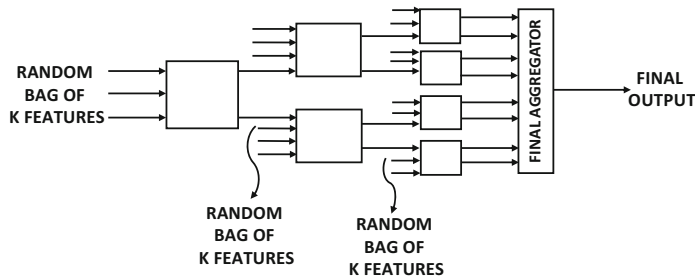 RANDOM
BAG OF
K FEATURES
RANDOM
BAG OF
K FEATURES
RANDOM
BAG OF
K FEATURES
FINAL AGGREGATOR
FINAL
OUTPUT